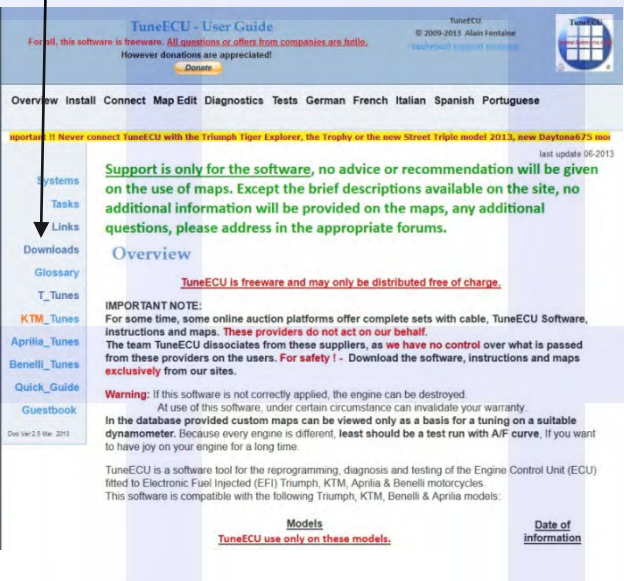 TuneECU - User Guide
For all, this software is freeware. All questions or offers from companies are futile.
However donations are appreciated!
Donate
TuneECU
© 2009-2013 Alain Fontaine
TuneECU
Overview Install Connect Map Edit Diagnostics Tests German French Italian Spanish Portuguese
mportant !! Never connect TuneECU with the Triumph Tiger Explorer, the Trophy or the new Street Triple model 2013, new Daytona675 mo
last update 06-2013
Systems
Tasks
Links
Downloads
Glossary
T_Tunes
KTM_Tunes
Aprilia_Tunes
Benelli_Tunes
Quick_Guide
Guestbook
Doc Ver:2.5 Mar. 2013
Support is only for the software, no advice or recommendation will be given
on the use of maps. Except the brief descriptions available on the site, no
additional information will be provided on the maps, any additional
questions, please address in the appropriate forums.
Overview
TuneECU is freeware and may only be distributed free of charge.
IMPORTANT NOTE:
For some time, some online auction platforms offer complete sets with cable, TuneECU Software,
instructions and maps. These providers do not act on our behalf.
The team TuneECU dissociates from these suppliers, as we have no control over what is passed
from these providers on the users. For safety ! - Download the software, instructions and maps
exclusively from our sites.
Warning: If this software is not correctly applied, the engine can be destroyed.
At use of this software, under certain circumstance can invalidate your warranty.
In the database provided custom maps can be viewed only as a basis for a tuning on a suitable
dynamometer. Because every engine is different, least should be a test run with A/F curve, If you want
to have joy on your engine for a long time.
TuneECU is a software tool for the reprogramming, diagnosis and testing of the Engine Control Unit (ECU)
fitted to Electronic Fuel Injected (EFI) Triumph, KTM, Aprilia & Benelli motorcycles.
This software is compatible with the following Triumph, KTM, Benelli & Aprilia models:
Models
TuneECU use only on these models.
Date of
information